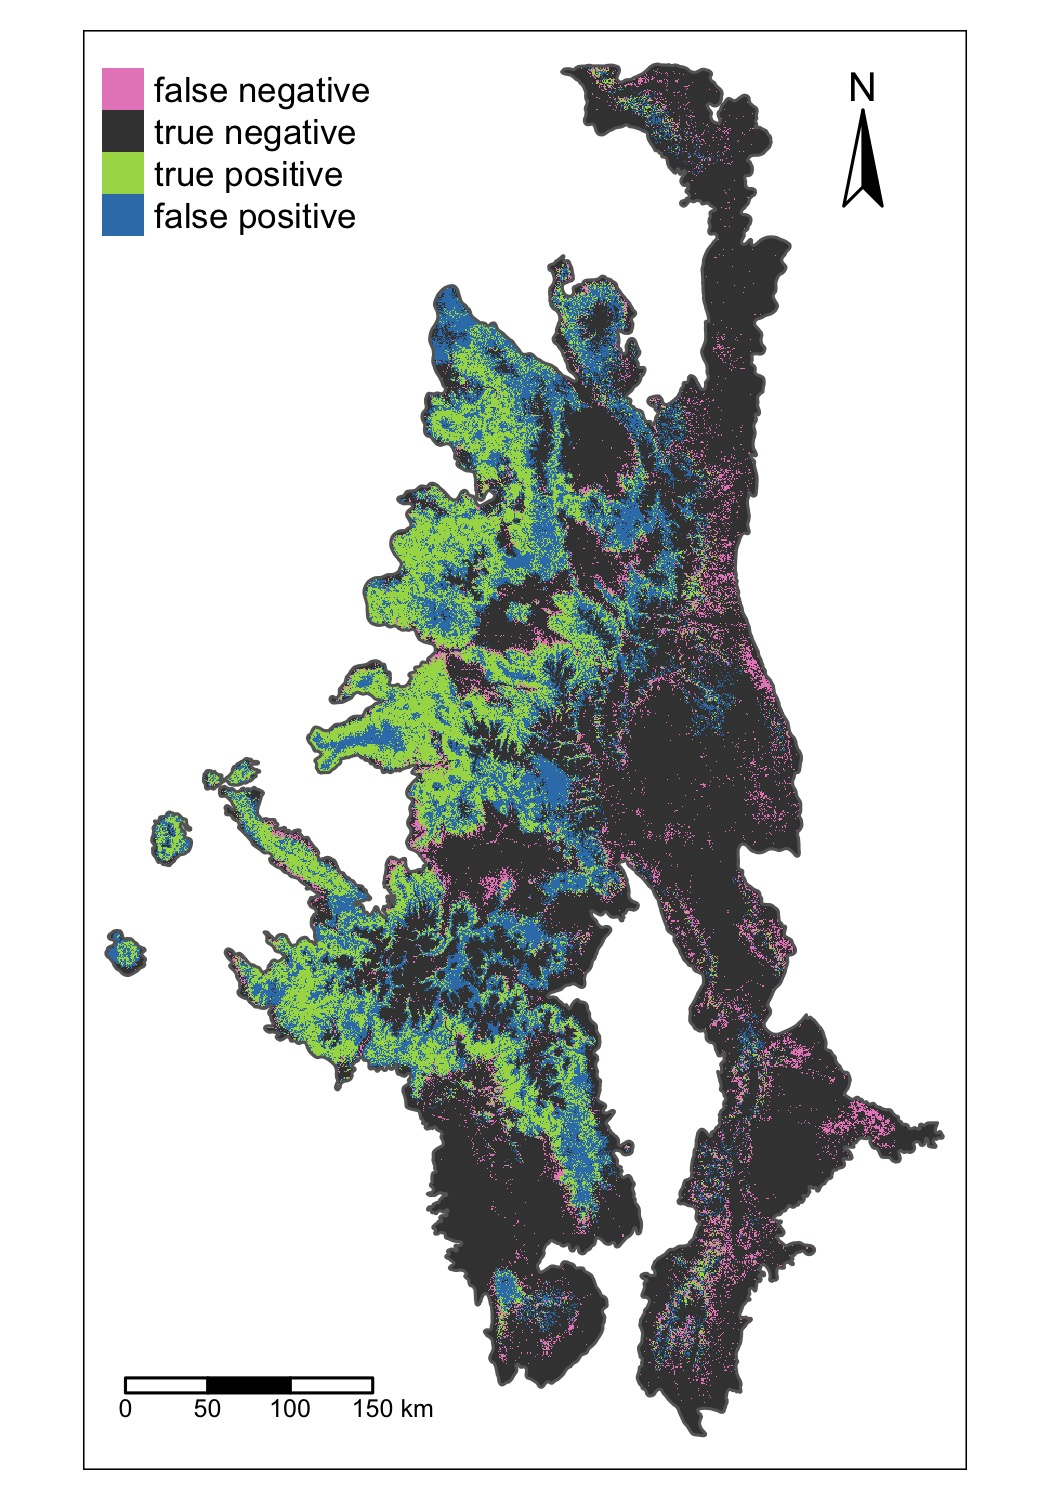 false negative
true negative
true positive
false positive
N
0 50 100 150 km